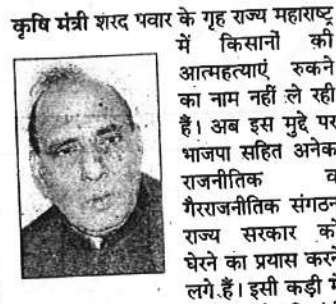 कृषि मंत्री शरद पवार के गृह राज्य महाराष्ट्र
में किसानों की
आत्महत्याएं रुकने
का नाम नहीं ले रही
हैं। अब इस मुद्दे पर
भाजपा सहित अनेक
राजनीतिक व
गैरराजनीतिक संगठन
राज्य सरकार को
घेरने का प्रयास करने
लगे हैं। इसी कड़ी में